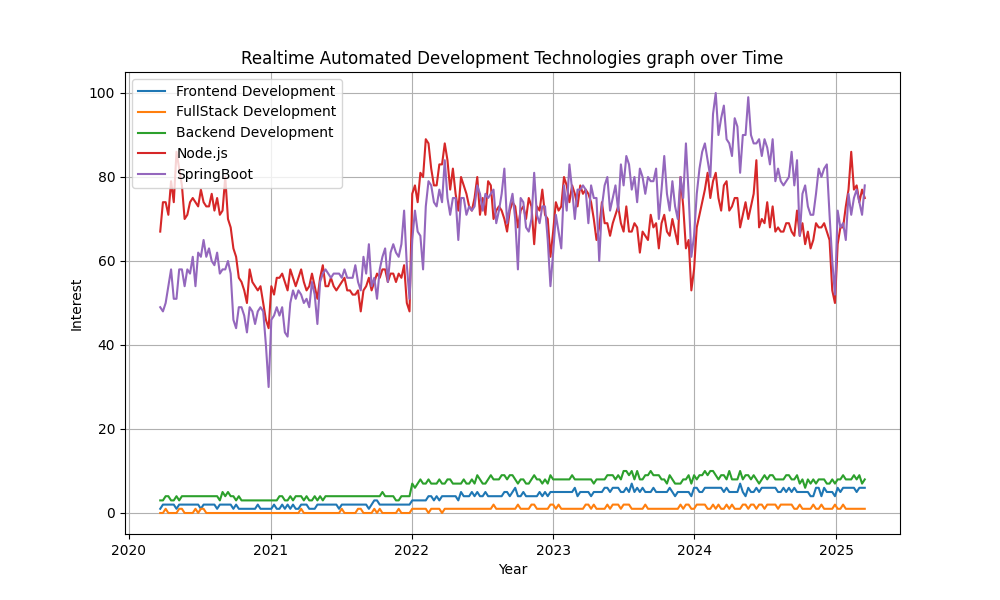 Realtime Automated Development Technologies graph over Time
Frontend Development
FullStack Development
Backend Development
Node.js
SpringBoot
100
80
60
40
20
0
Interest
2020 2021 2022 2023 2024 2025
Year